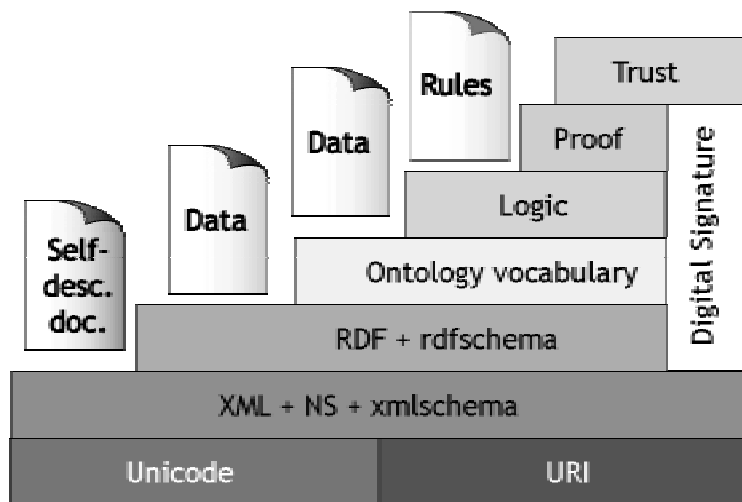 Rules
Trust
Data
Proof
Data
Logic
Self-
desc.
doc.
Ontology vocabulary
Digital Signature
RDF + rdfschema
XML + NS + xmlschema
Unicode
URI